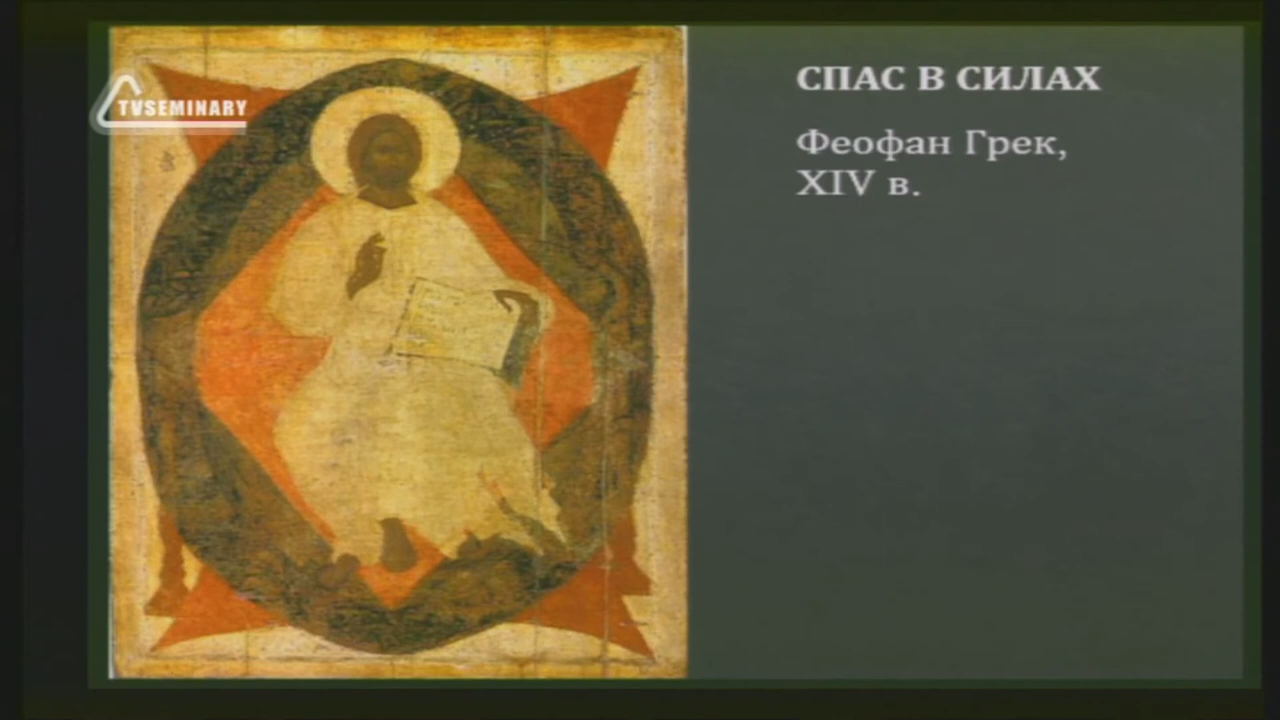 TVSEMINARY
СПАС В СИЛАХ
Феофан Грек,
XIV в.